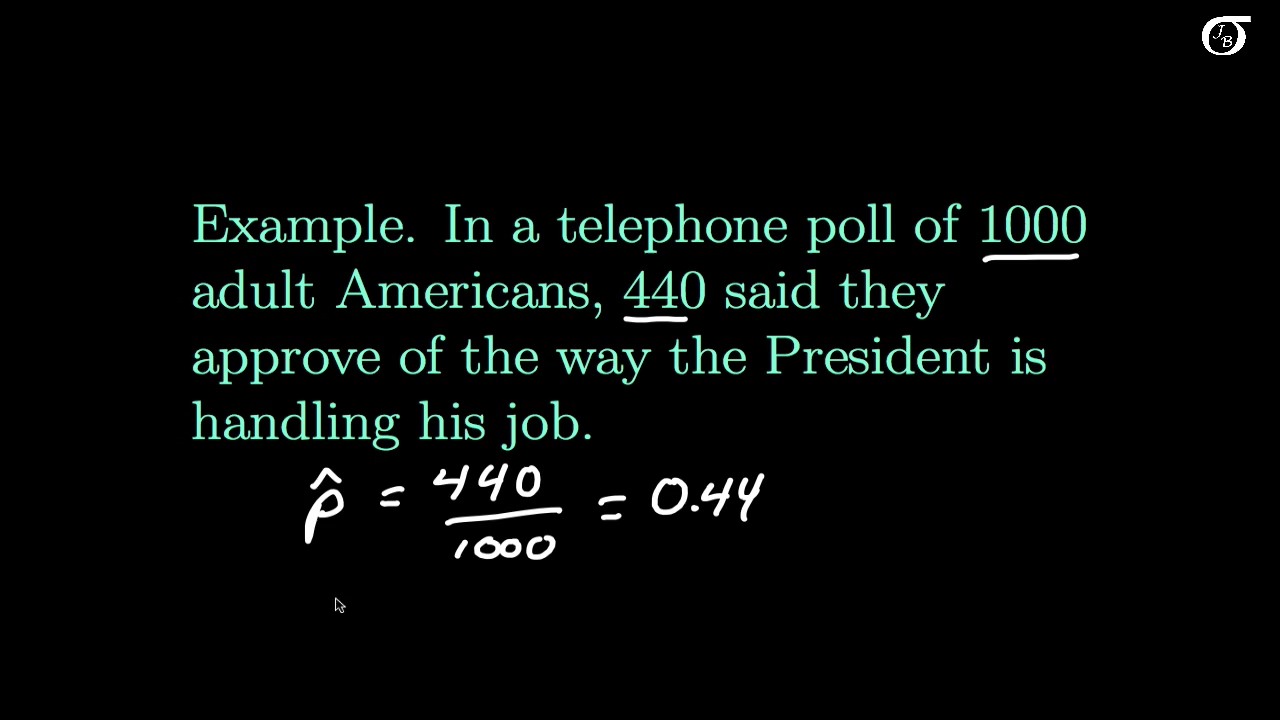 JB
Example. In a telephone poll of 1000
adult Americans, 440 said they
approve of the way the President is
handling his job.
p̂ = 440/1000 = 0.44